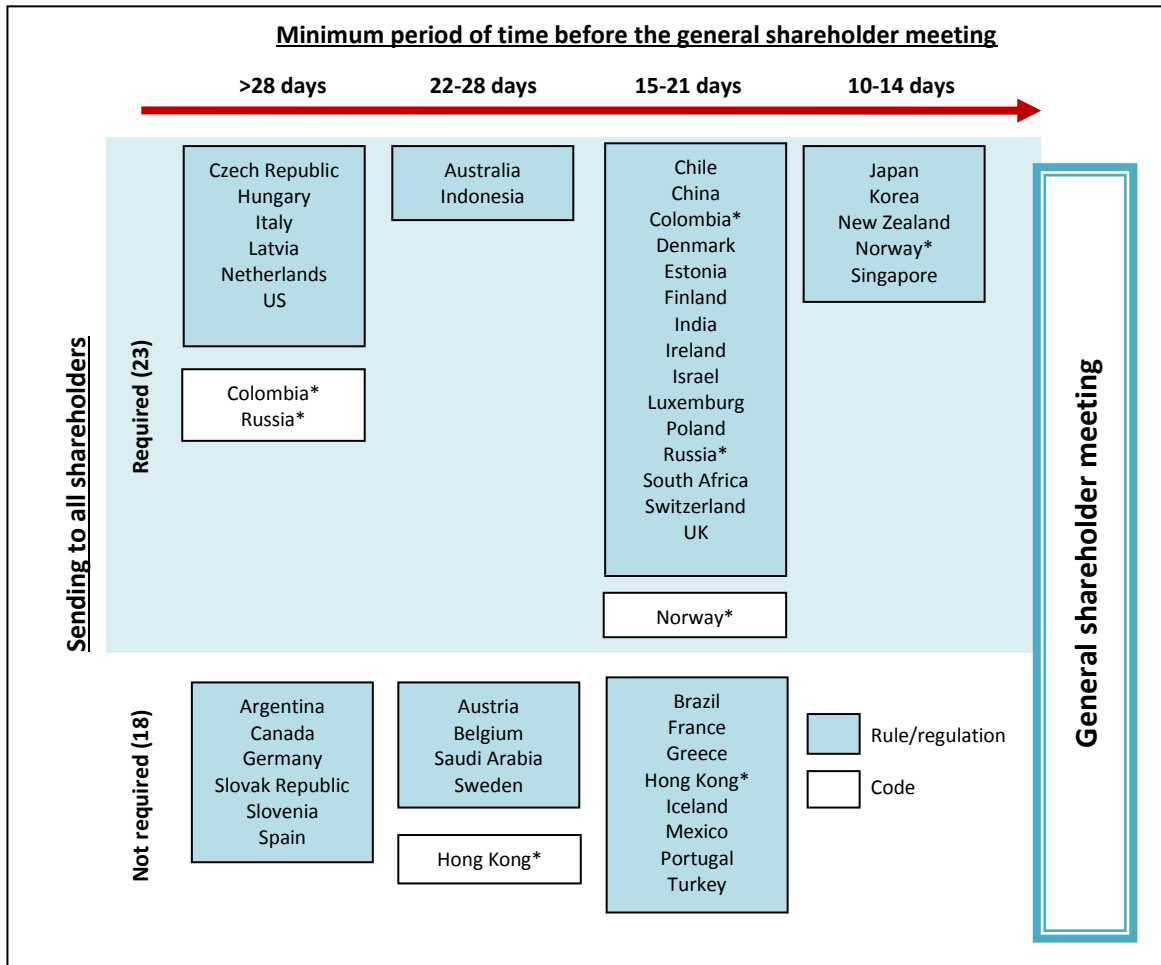 Minimum period of time before the general shareholder meeting
>28 days
22-28 days
15-21 days
10-14 days
Sending to all shareholders
Required (23)
Czech Republic
Hungary
Italy
Latvia
Netherlands
US
Colombia*
Russia*
Australia
Indonesia
Chile
China
Colombia*
Denmark
Estonia
Finland
India
Ireland
Israel
Luxemburg
Poland
Russia*
South Africa
Switzerland
UK
Norway*
Japan
Korea
New Zealand
Norway*
Singapore
Not required (18)
Argentina
Canada
Germany
Slovak Republic
Slovenia
Spain
Austria
Belgium
Saudi Arabia
Sweden
Hong Kong*
Brazil
France
Greece
Hong Kong*
Iceland
Mexico
Portugal
Turkey
Rule/regulation
Code
General shareholder meeting